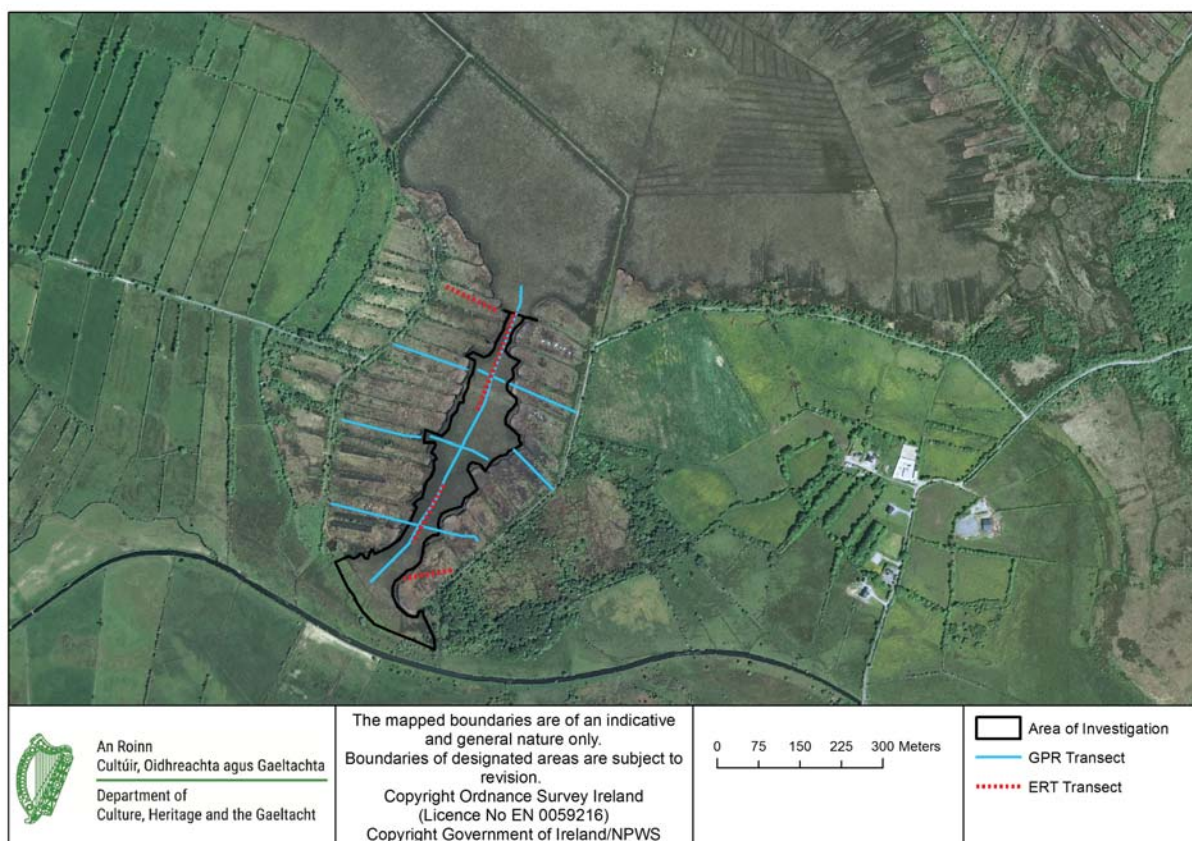 An Roinn
Cultúir, Oidhreachta agus Gaeltachta
Department of
Culture, Heritage and the Gaeltacht
The mapped boundaries are of an indicative
and general nature only.
Boundaries of designated areas are subject to
revision.
Copyright Ordnance Survey Ireland
(Licence No EN 0059216)
Copyright Government of Ireland/NPWS
0 75 150 225 300 Meters
Area of Investigation
GPR Transect
ERT Transect